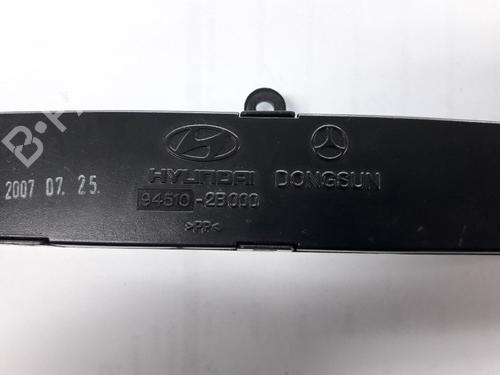 HYUNDAI DONGSUN
2007 07. 25.
94510-2B000
>PP<